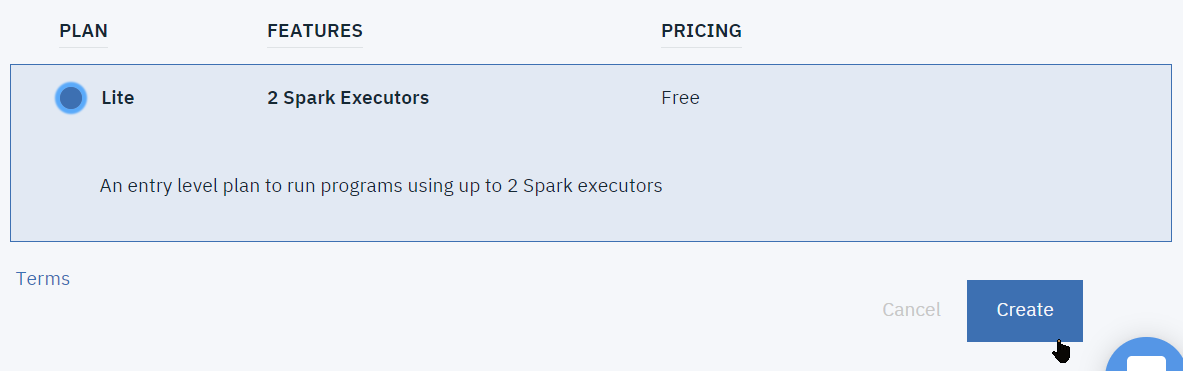 PLAN FEATURES PRICING
Lite 2 Spark Executors Free
An entry level plan to run programs using up to 2 Spark executors
Terms
Cancel Create